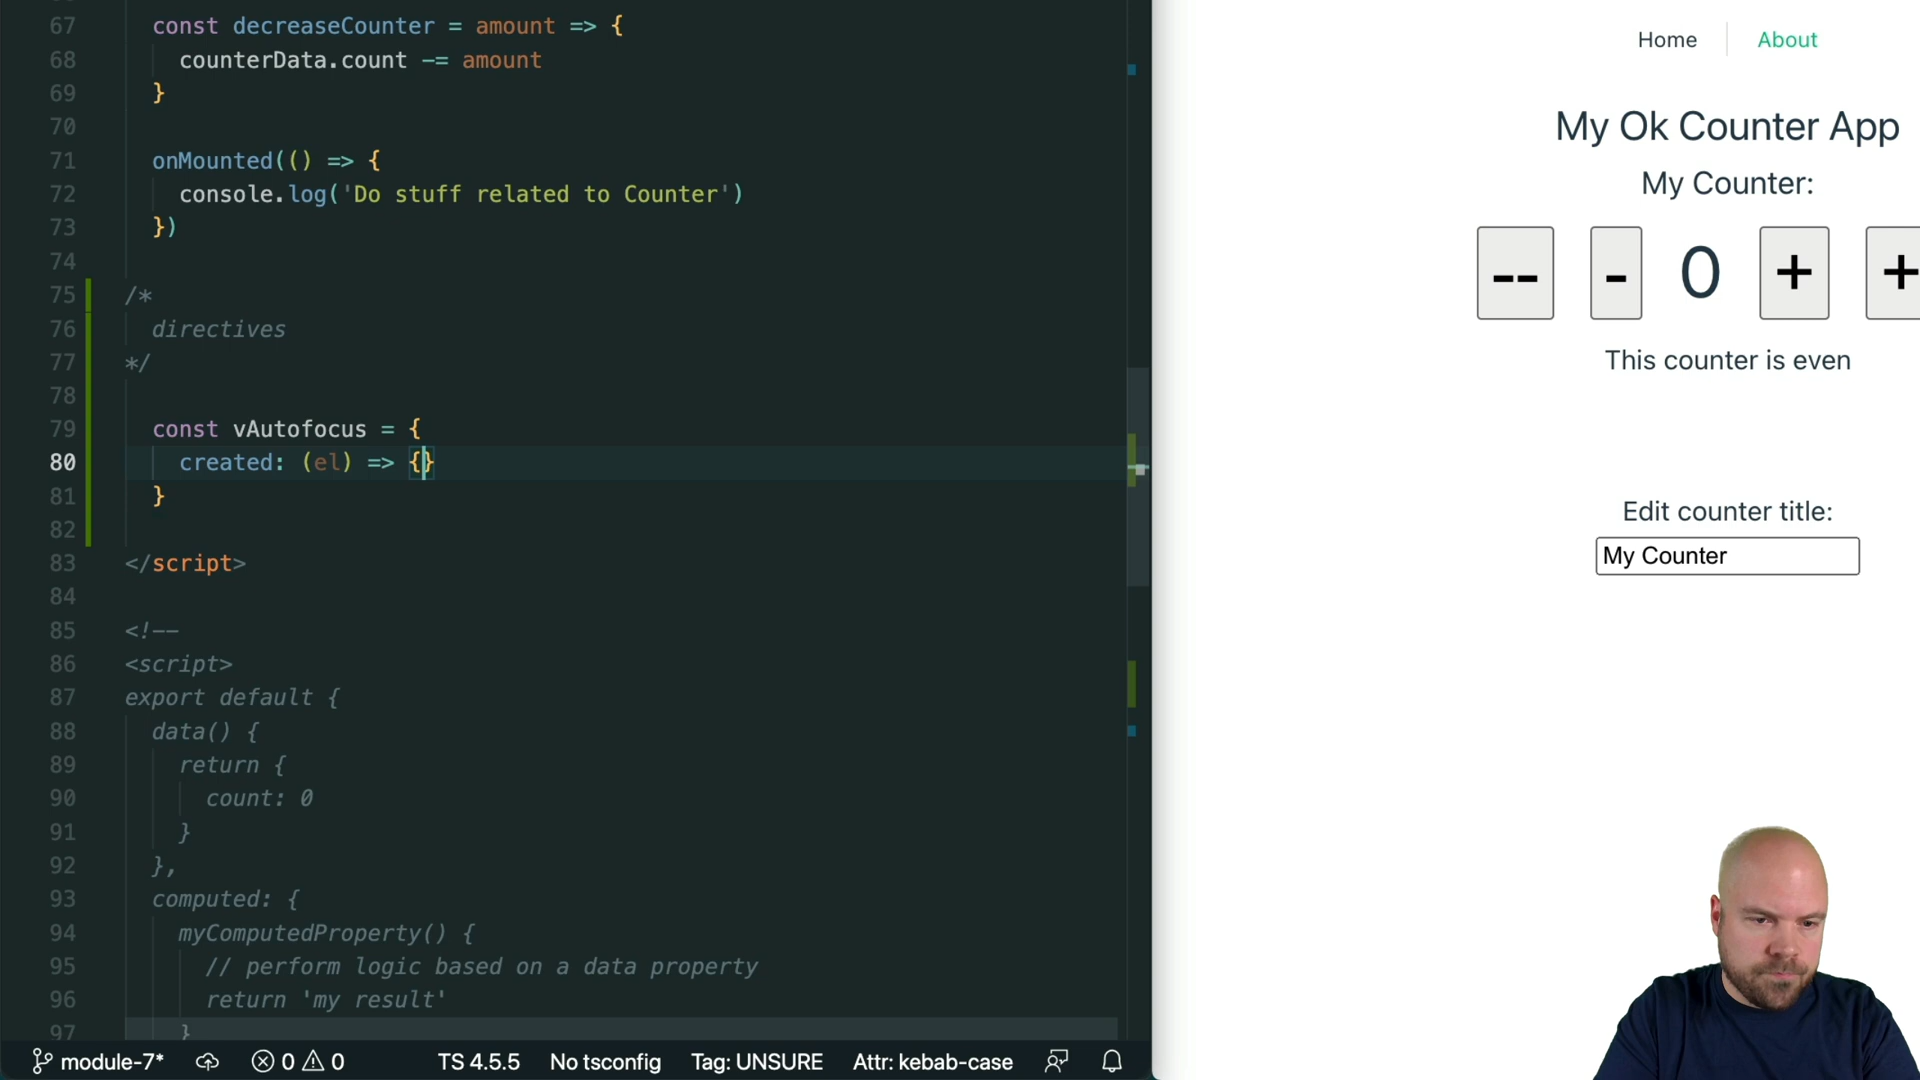 67 const decreaseCounter = amount => {
68 counterData.count -= amount
69 }
70
71 onMounted(() => {
72 console.log('Do stuff related to Counter')
73 })
74
75 /*
76 directives
77 */
78
79 const vAutofocus = {
80 created: (el) => {}
81 }
82
83 </script>
84
85 <!--
86 <script>
87 export default {
88 data() {
89 return {
90 count: 0
91 }
92 },
93 computed: {
94 myComputedProperty() {
95 // perform logic based on a data property
96 return 'my result'
97 }
module-7* 0 0 TS 4.5.5 No tsconfig Tag: UNSURE Attr: kebab-case
Home About
My Ok Counter App
My Counter:
-- - 0 + +
This counter is even
Edit counter title:
My Counter